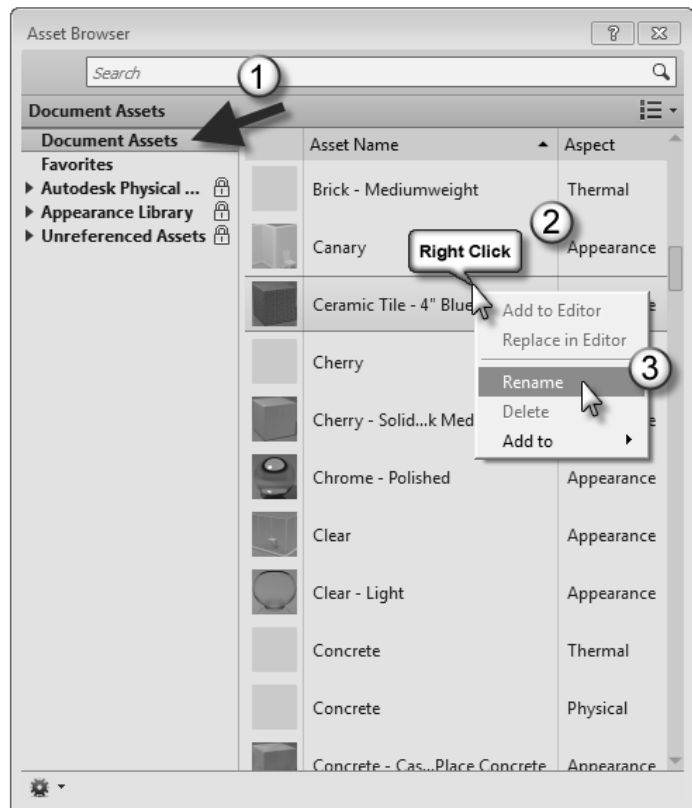 Asset Browser
?
Search
1
Document Assets
Document Assets
Favorites
Autodesk Physical ...
Appearance Library
Unreferenced Assets
Asset Name Aspect
Brick - Mediumweight Thermal
2
Canary Appearance
Right Click
Ceramic Tile - 4" Blue e
Add to Editor
Replace in Editor
3
Rename
Delete
Add to
Cherry
Cherry - Solid...k Med e
Chrome - Polished Appearance
Clear Appearance
Clear - Light Appearance
Concrete Thermal
Concrete Physical
Concrete - Cas...Place Concrete Appearance